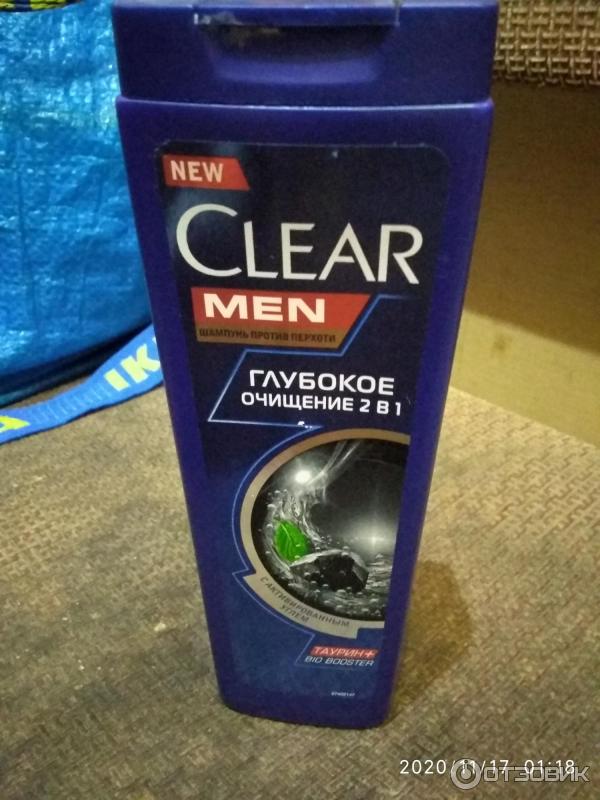 NEW
CLEAR
MEN
ШАМПУНЬ ПРОТИВ ПЕРХОТИ
ГЛУБОКОЕ
ОЧИЩЕНИЕ 2 В 1
С АКТИВИРОВАННЫМ
УГЛЕМ
ТАУРИН+
BIO BOOSTER
IK
A
2020/11/17 01:18
ОТЗОВИК